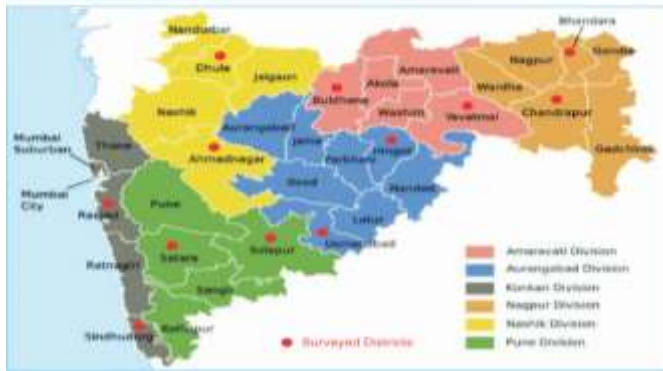 Nandurbar
Bhandara
Dhule
Jalgaon
Nagpur
Gondia
Amaravati
Akola
Buldhana
Wardha
Nashik
Washim
Yavatmal
Chandrapur
Aurangabad
Jalna
Thane
Mumbai
Suburban
Ahmadnagar
Parbhani
Hingoli
Gadchiroli
Mumbai
City
Beed
Nanded
Raigad
Pune
Latur
Osmanabad
Satara
Solapur
Ratnagiri
Sangli
Sindhudurg
Kolhapur
Surveyed Districts
Amaravati Division
Aurangabad Division
Konkan Division
Nagpur Division
Nashik Division
Pune Division